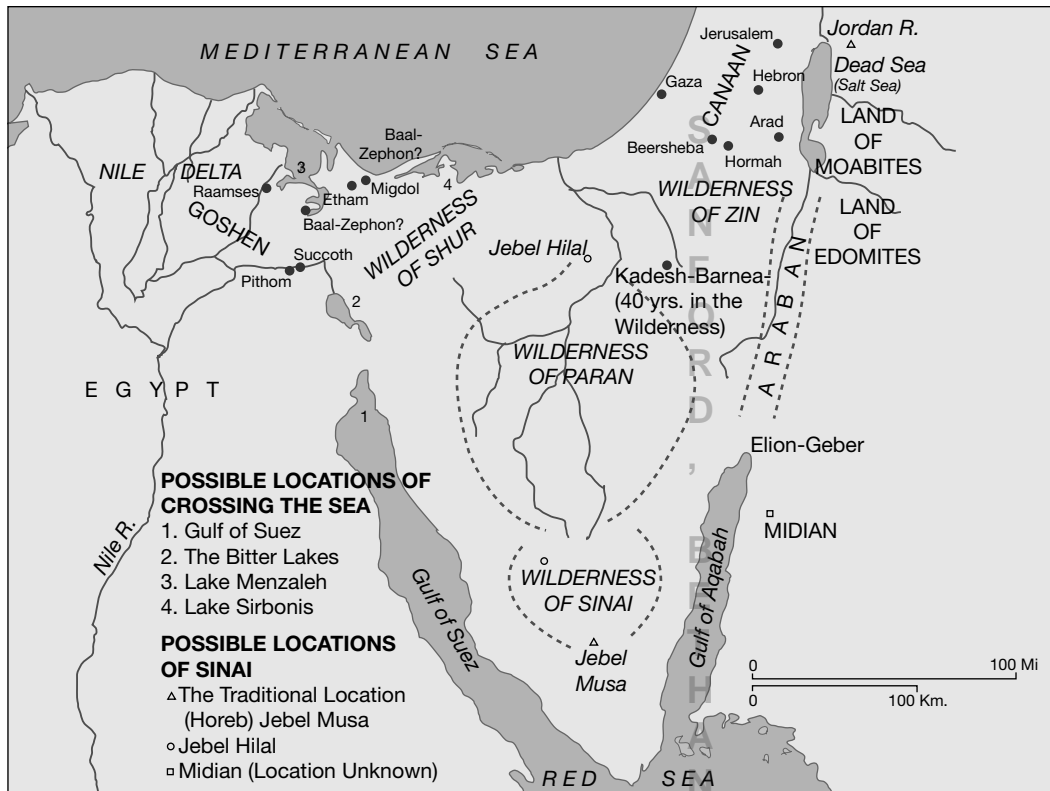 MEDITERRANEAN SEA
Jerusalem
Jordan R.
Dead Sea
(Salt Sea)
Gaza
CANAAN
Hebron
Arad
LAND
OF
MOABITES
Beersheba
Hormah
Baal-
Zephon?
NILE DELTA
3
4
Raamses
Etham
Migdol
GOSHEN
Baal-Zephon?
WILDERNESS
OF SHUR
WILDERNESS
OF ZIN
LAND
OF
EDOMITES
Jebel Hilal
Succoth
Pithom
Kadesh-Barnea-
(40 yrs. in the
Wilderness)
2
ARABAN
WILDERNESS
OF PARAN
EGYPT
1
Elion-Geber
MIDIAN
Nile R.
POSSIBLE LOCATIONS OF
CROSSING THE SEA
1. Gulf of Suez
2. The Bitter Lakes
3. Lake Menzaleh
4. Lake Sirbonis
POSSIBLE LOCATIONS
OF SINAI
The Traditional Location
(Horeb) Jebel Musa
Jebel Hilal
Midian (Location Unknown)
Gulf of Suez
WILDERNESS
OF SINAI
Jebel
Musa
Gulf of Aqabah
0 100 Mi
0 100 Km.
RED SEA
SANFORD, BETHAN